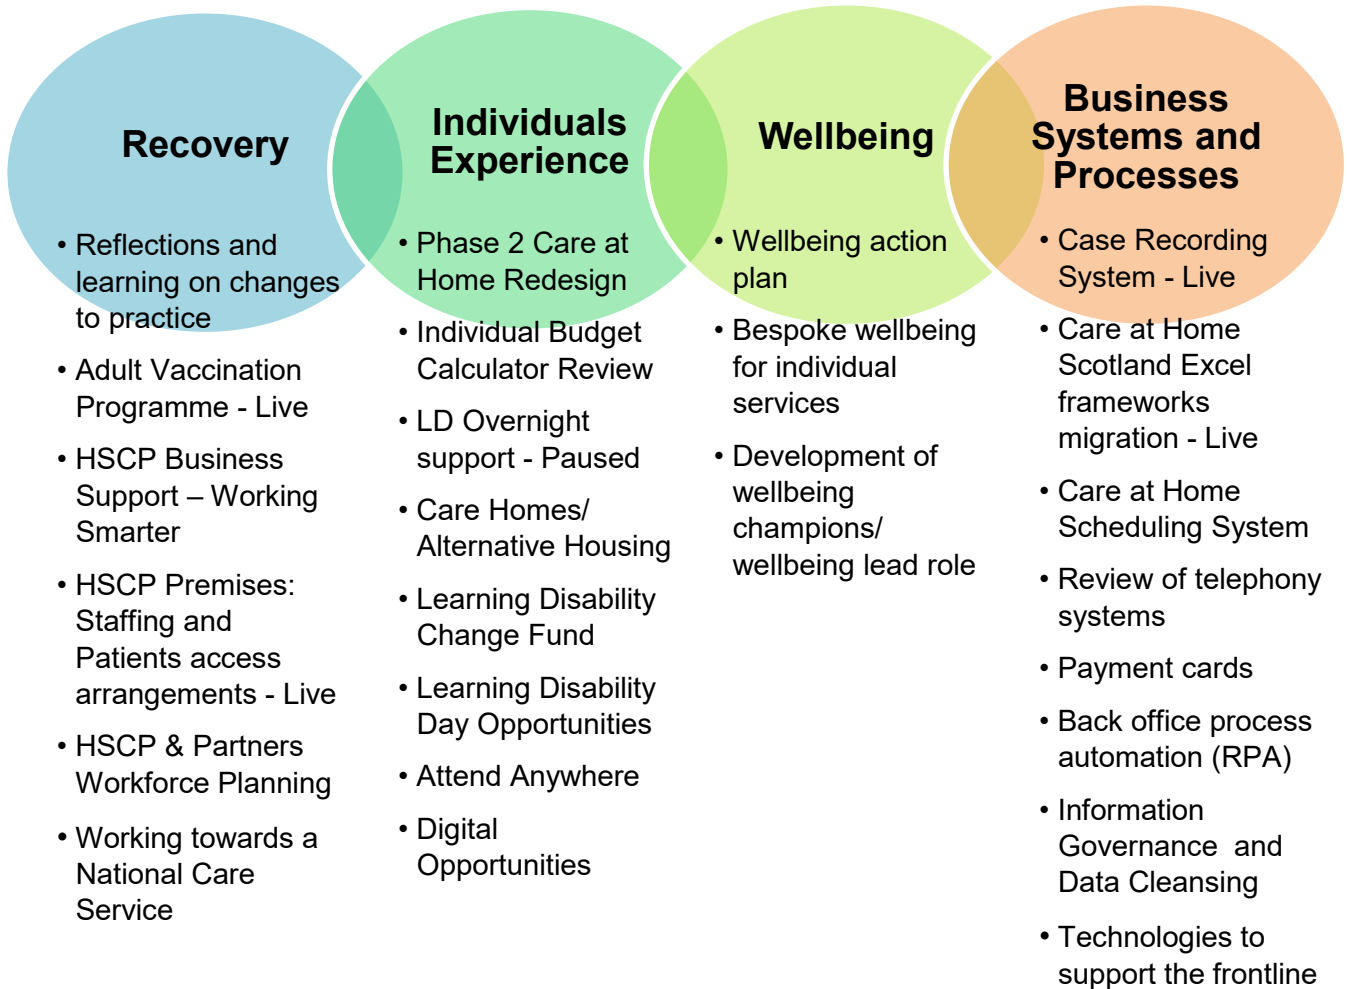 Recovery
• Reflections and
learning on changes
to practice
• Adult Vaccination
Programme - Live
• HSCP Business
Support – Working
Smarter
• HSCP Premises:
Staffing and
Patients access
arrangements - Live
• HSCP & Partners
Workforce Planning
• Working towards a
National Care
Service
Individuals
Experience
• Phase 2 Care at
Home Redesign
• Individual Budget
Calculator Review
• LD Overnight
support - Paused
• Care Homes/
Alternative Housing
• Learning Disability
Change Fund
• Learning Disability
Day Opportunities
• Attend Anywhere
• Digital
Opportunities
Wellbeing
• Wellbeing action
plan
• Bespoke wellbeing
for individual
services
• Development of
wellbeing
champions/
wellbeing lead role
Business
Systems and
Processes
• Case Recording
System - Live
• Care at Home
Scotland Excel
frameworks
migration - Live
• Care at Home
Scheduling System
• Review of telephony
systems
• Payment cards
• Back office process
automation (RPA)
• Information
Governance  and
Data Cleansing
• Technologies to
support the frontline